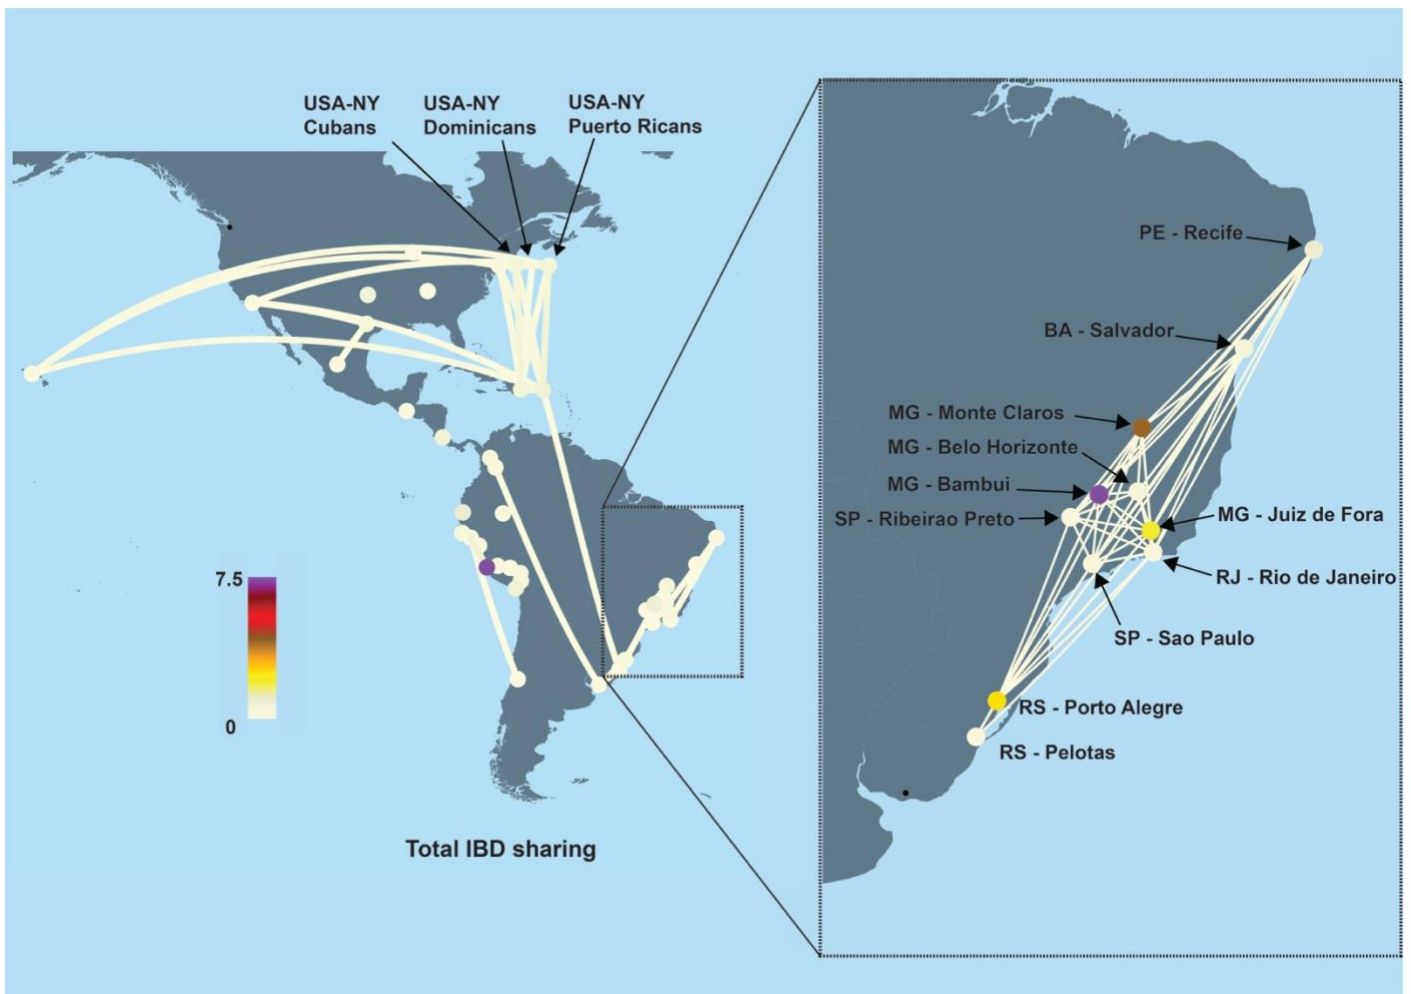 USA-NY
Cubans
USA-NY
Dominicans
USA-NY
Puerto Ricans
7.5
0
Total IBD sharing
PE - Recife
BA - Salvador
MG - Monte Claros
MG - Belo Horizonte
MG - Bambui
SP - Ribeirao Preto
MG - Juiz de Fora
RJ - Rio de Janeiro
SP - Sao Paulo
RS - Porto Alegre
RS - Pelotas